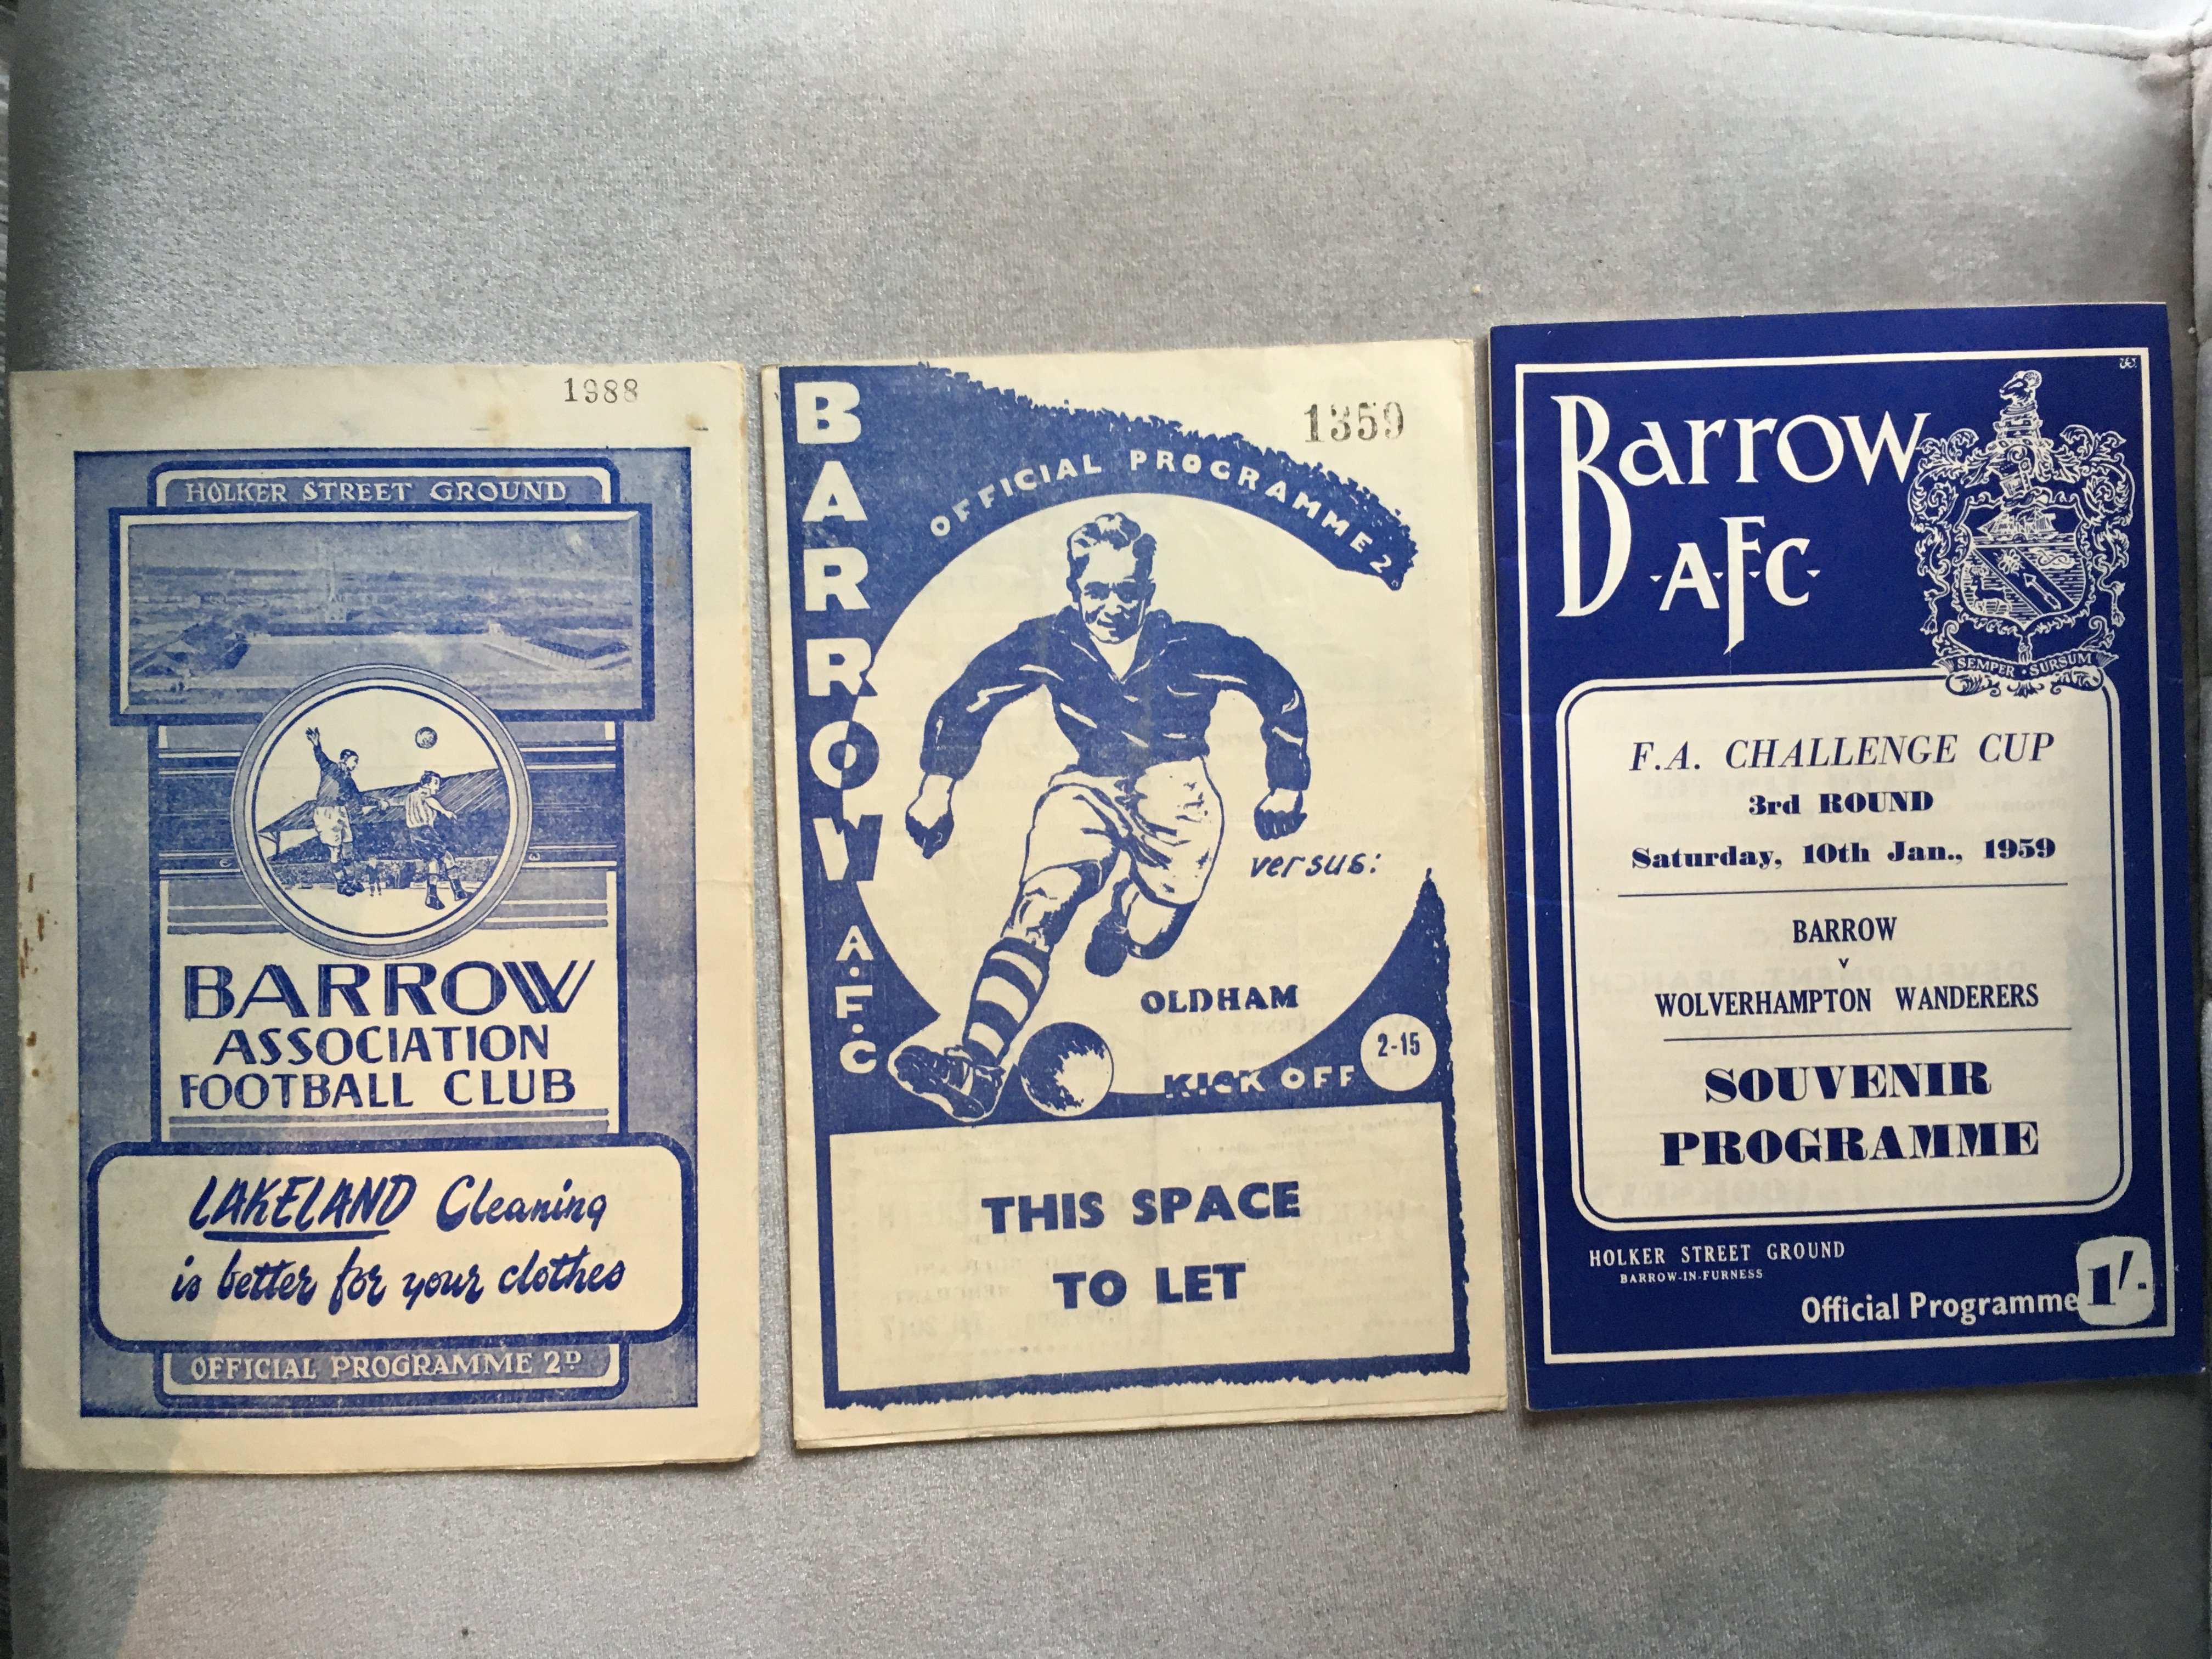 1988
HOLKER STREET GROUND
BARROW
ASSOCIATION
FOOTBALL CLUB
LAKELAND Cleaning
is better for your clothes
OFFICIAL PROGRAMME 2D
BARROW A.F.C
1359
OFFICIAL PROGRAMME 2
versus:
OLDHAM
KICK OFF 2-15
THIS SPACE
TO LET
Barrow
A.F.C.
SEMPER SURSUM
F.A. CHALLENGE CUP
3rd ROUND
Saturday, 10th Jan., 1959
BARROW
v
WOLVERHAMPTON WANDERERS
SOUVENIR
PROGRAMME
HOLKER STREET GROUND
BARROW-IN-FURNESS
Official Programme 1/-